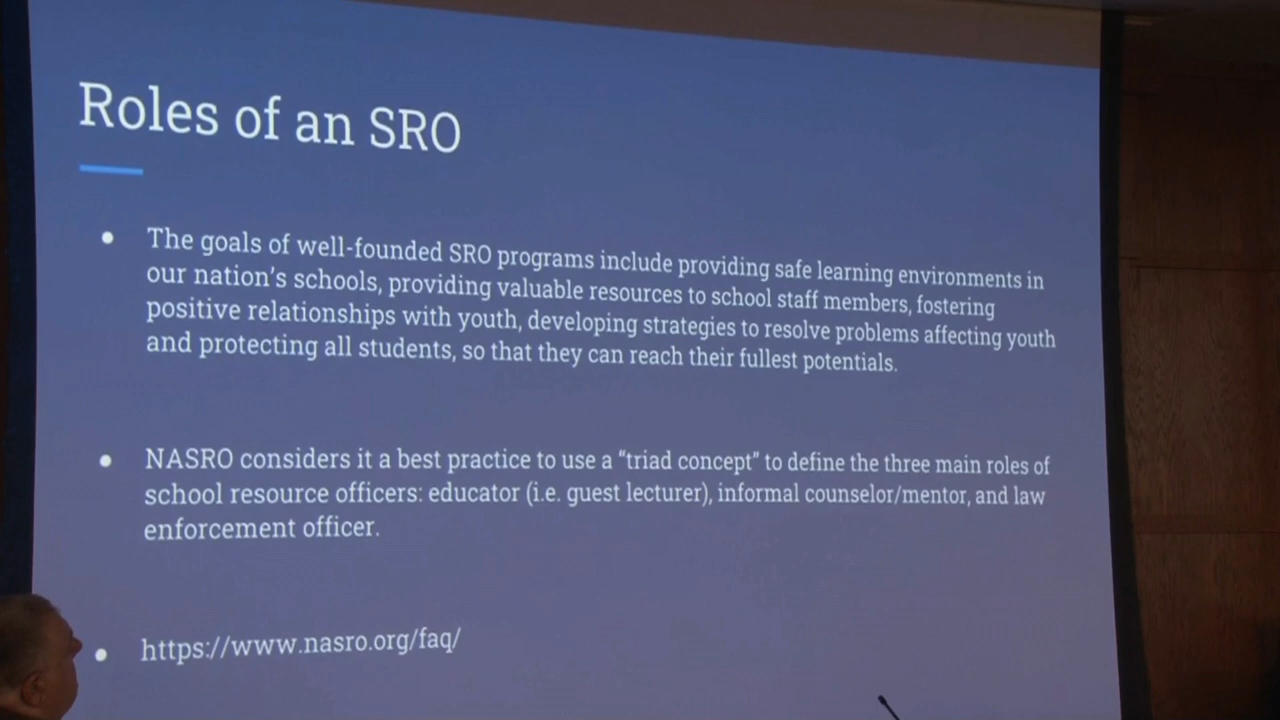 Roles of an SRO
● The goals of well-founded SRO programs include providing safe learning environments in
our nation's schools, providing valuable resources to school staff members, fostering
positive relationships with youth, developing strategies to resolve problems affecting youth
and protecting all students, so that they can reach their fullest potentials.
● NASRO considers it a best practice to use a “triad concept” to define the three main roles of
school resource officers: educator (i.e. guest lecturer), informal counselor/mentor, and law
enforcement officer.
● https://www.nasro.org/faq/